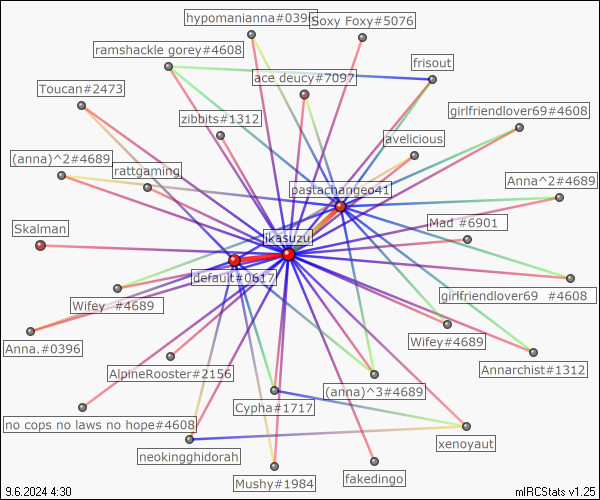 hypomanianna#0396
Soxy Foxy#5076
ramshackle gorey#4608
frisout
ace deucy#7097
Toucan#2473
girlfriendlover69#4608
zibbits#1312
avelicious
(anna)^2#4689
rattgaming
Anna^2#4689
pastachangeo41
Mad #6901
Skalman
ikasuzu
default#0617
Wifey #4689
girlfriendlover69 #4608
Wifey#4689
Anna.#0396
Annarchist#1312
AlpineRooster#2156
(anna)^3#4689
Cypha#1717
no cops no laws no hope#4608
xenoyaut
neokingghidorah
fakedingo
Mushy#1984
9.6.2024 4:30
mIRCStats v1.25